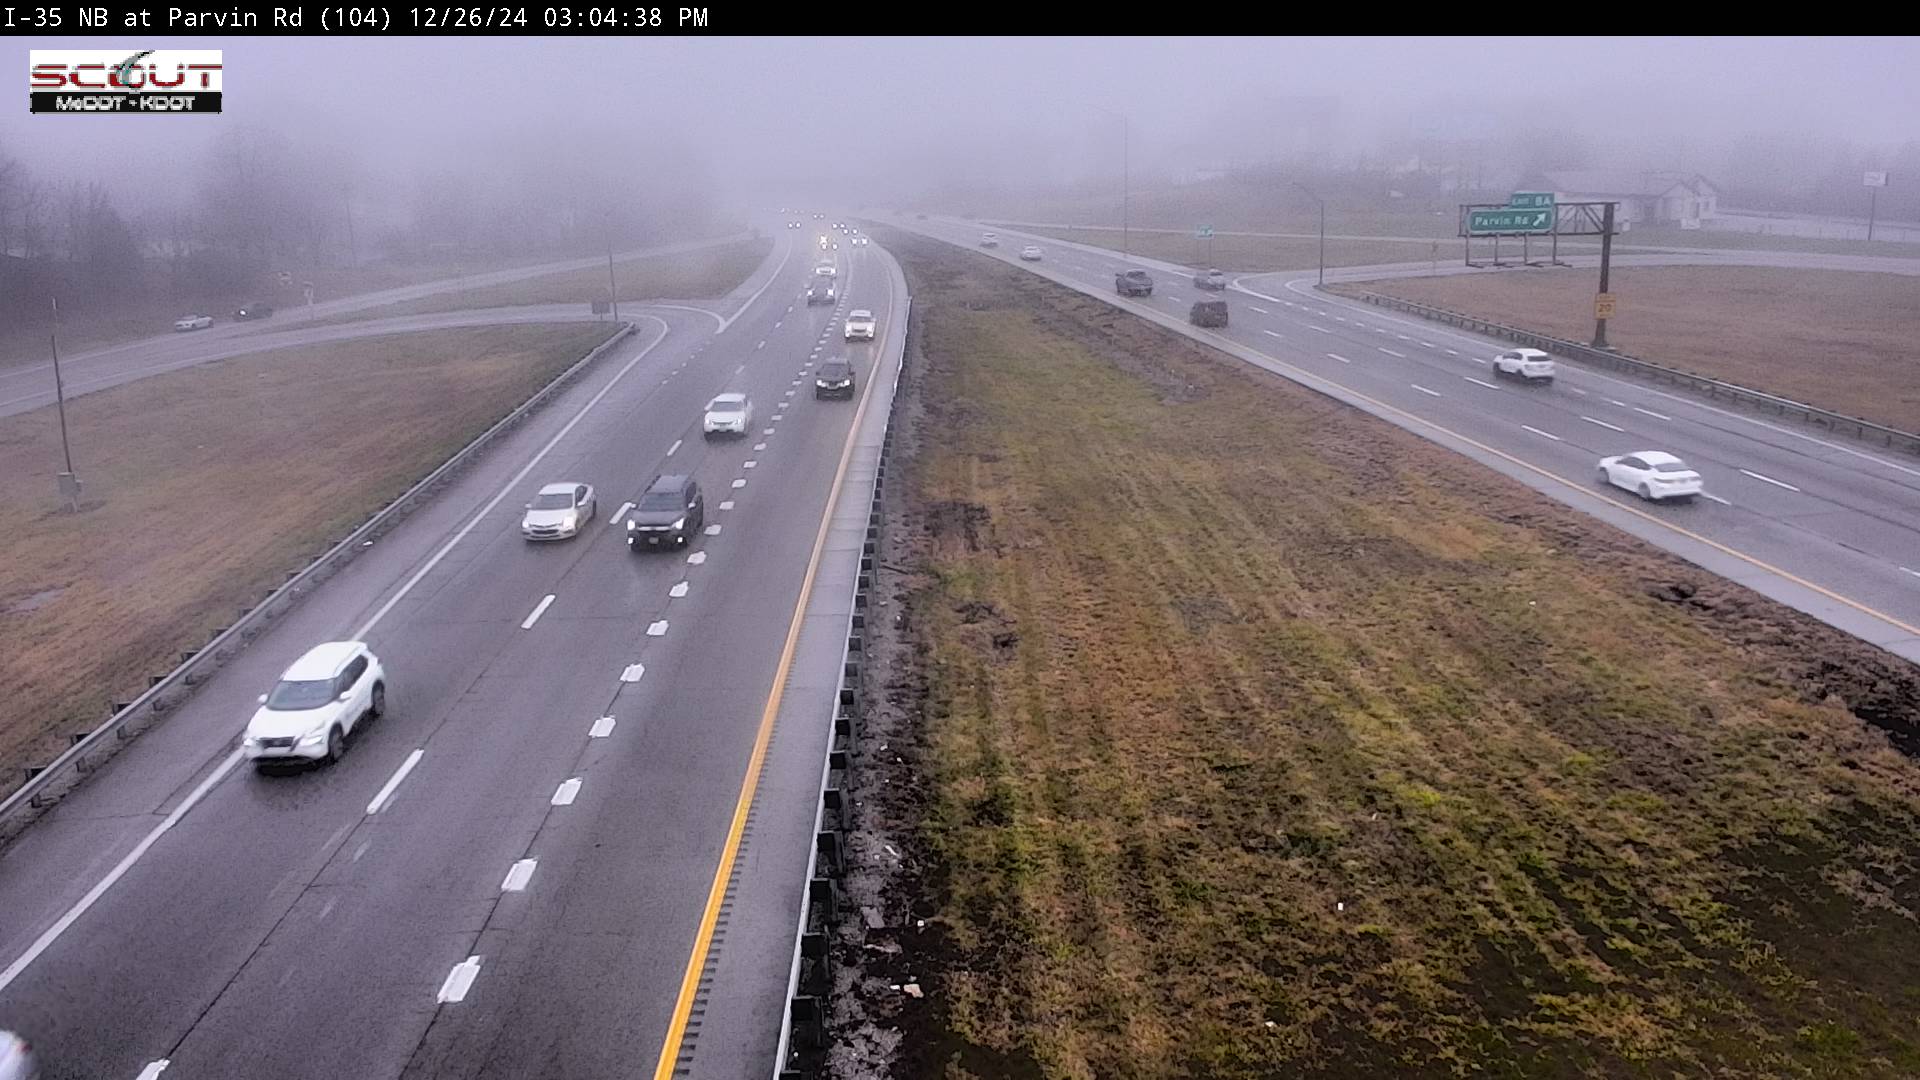 I-35 NB at Parvin Rd (104) 12/26/24 03:04:38 PM
SCOUT
MoDOT - KDOT
EXIT 8A
Parvin Rd
20